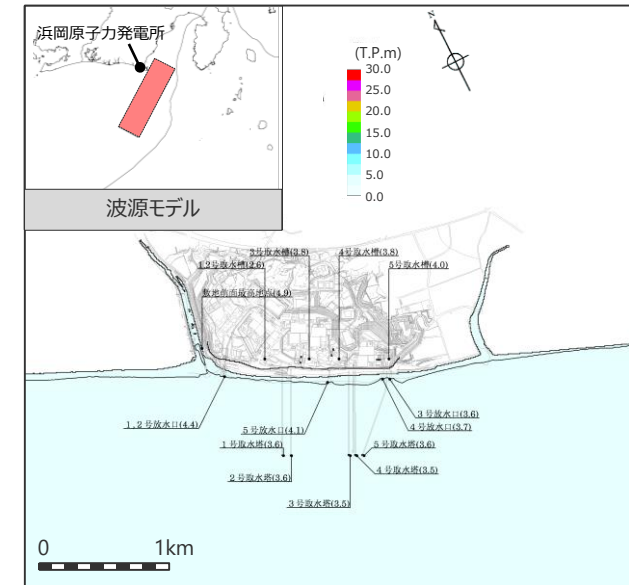 浜岡原子力発電所
波源モデル
(T.P.m)
30.0
25.0
20.0
15.0
10.0
5.0
0.0
N
3号取水槽(3.8)
4号取水槽(3.8)
1,2号取水槽(2.6)
5号取水槽(4.0)
敷地前面最高地点(4.9)
1,2号放水口(4.4)
5号放水口(4.1)
3号放水口(3.6)
4号放水口(3.7)
1号取水塔(3.6)
2号取水塔(3.6)
5号取水塔(3.6)
4号取水塔(3.5)
3号取水塔(3.5)
0 1km